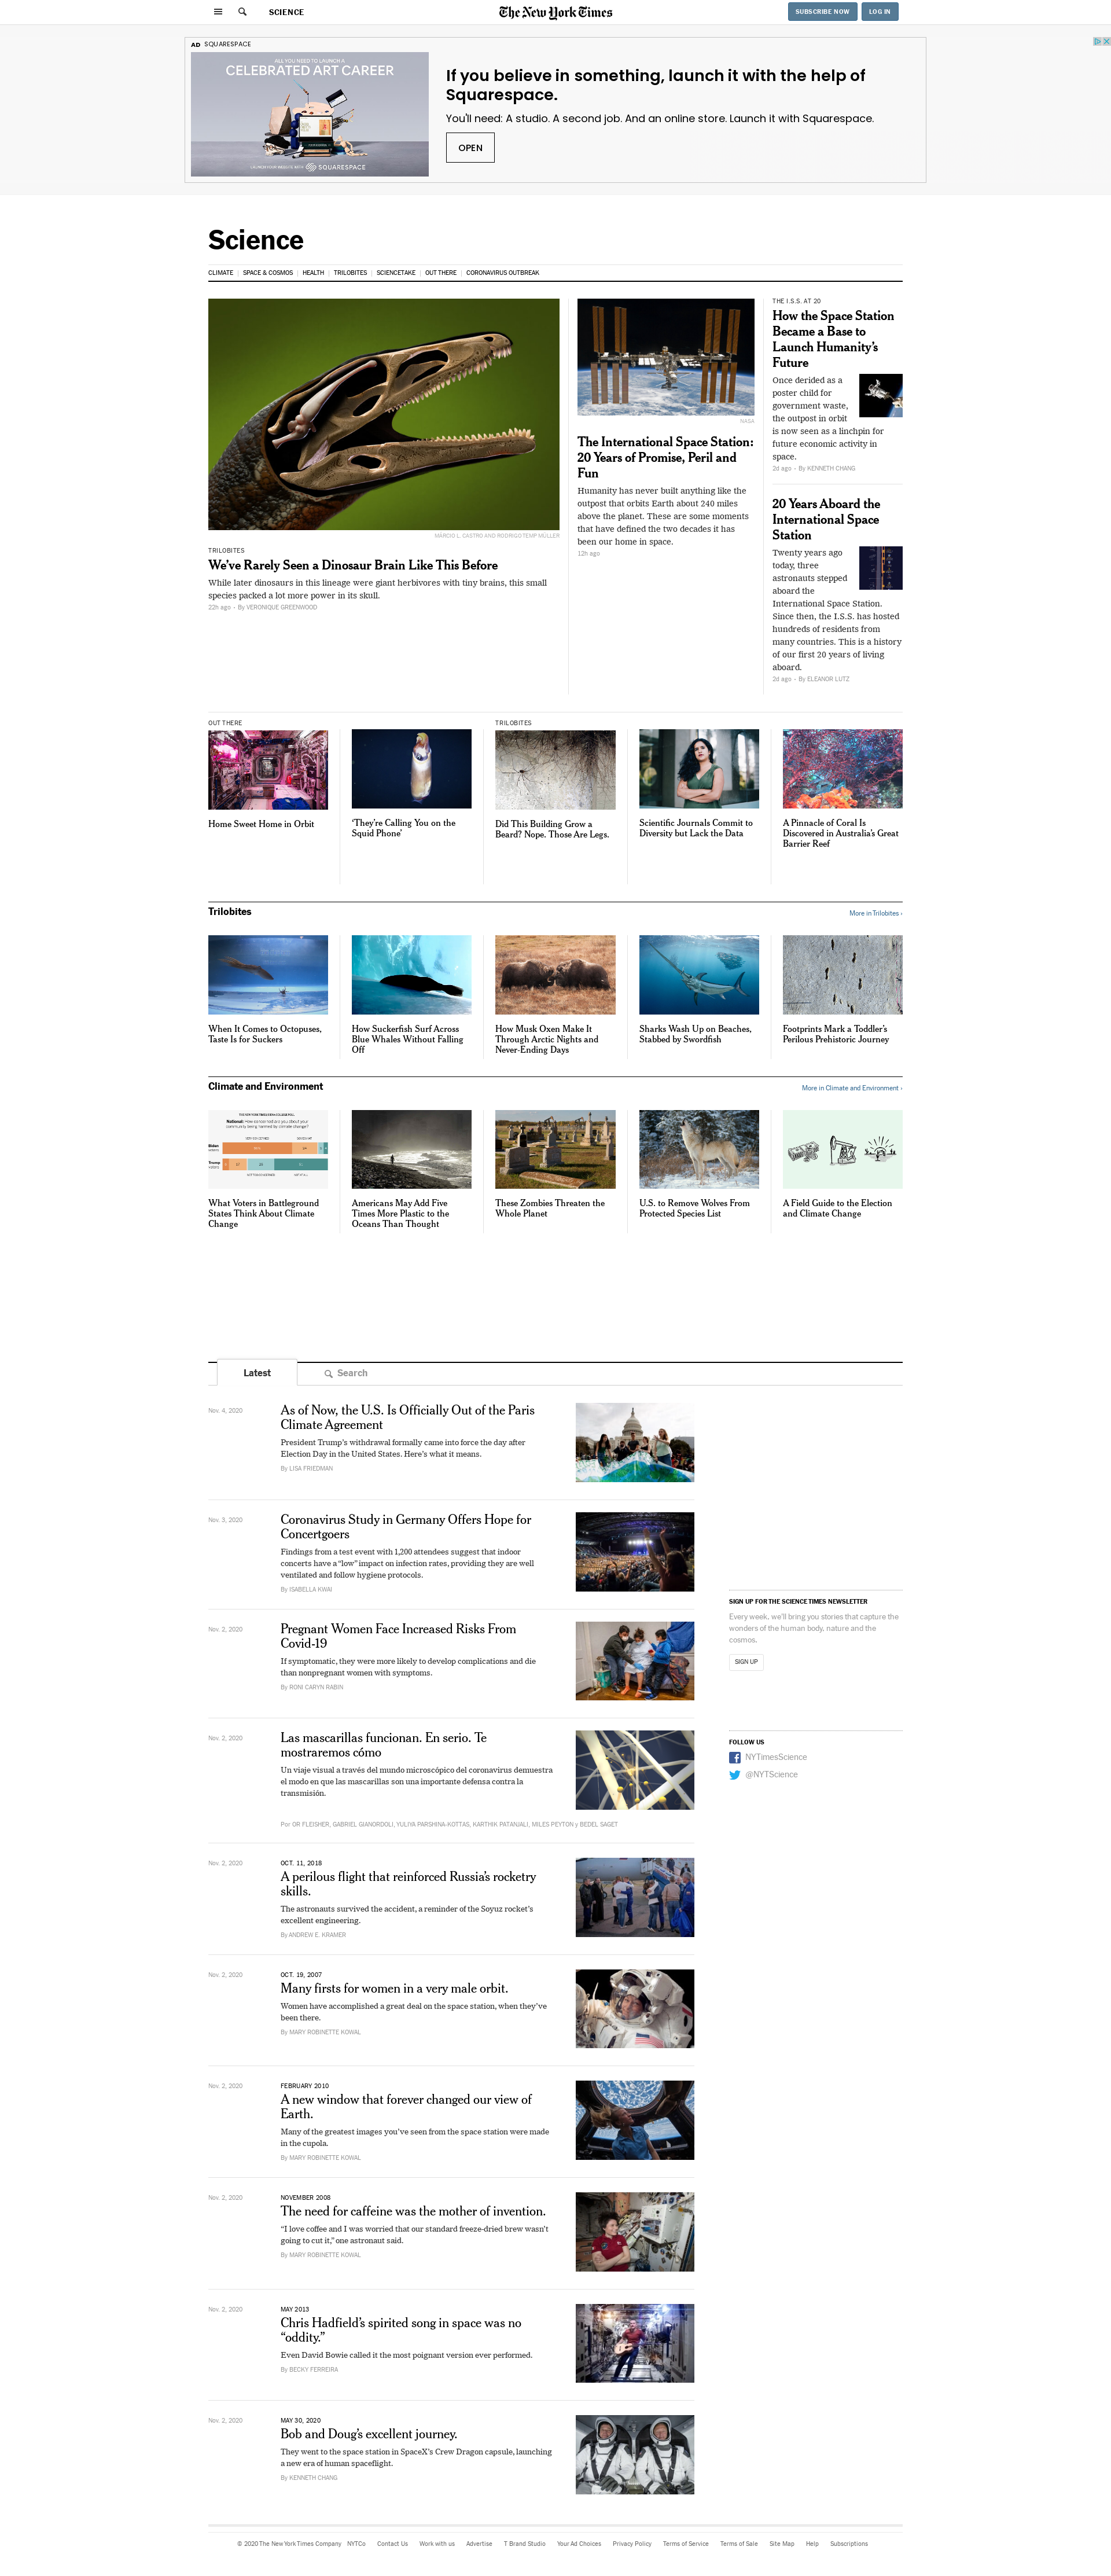 SCIENCE
The New York Times
SUBSCRIBE NOW
LOG IN
AD SQUARESPACE
ALL YOU NEED TO LAUNCH A
CELEBRATED ART CAREER
SQUARESPACE
If you believe in something, launch it with the help of
Squarespace.
You'll need: A studio. A second job. And an online store. Launch it with Squarespace.
OPEN
Science
CLIMATE
SPACE & COSMOS
HEALTH
TRILOBITES
SCIENCETAKE
OUT THERE
CORONAVIRUS OUTBREAK
MÁRCIO L. CASTRO AND RODRIGO TEMP MÜLLER
TRILOBITES
We've Rarely Seen a Dinosaur Brain Like This Before
While later dinosaurs in this lineage were giant herbivores with tiny brains, this small
species packed a lot more power in its skull.
22h ago - By VERONIQUE GREENWOOD
NASA
The International Space Station:
20 Years of Promise, Peril and
Fun
Humanity has never built anything like the
outpost that orbits Earth about 240 miles
above the planet. These are some moments
that have defined the two decades it has
been our home in space.
12h ago
THE I.S.S. AT 20
How the Space Station
Became a Base to
Launch Humanity's
Future
Once derided as a
poster child for
government waste,
the outpost in orbit
is now seen as a linchpin for
future economic activity in
space.
2d ago - By KENNETH CHANG
20 Years Aboard the
International Space
Station
Twenty years ago
today, three
astronauts stepped
aboard the
International Space Station.
Since then, the I.S.S. has hosted
hundreds of residents from
many countries. This is a history
of our first 20 years of living
aboard.
2d ago - By ELEANOR LUTZ
OUT THERE
Home Sweet Home in Orbit
'They're Calling You on the
Squid Phone'
TRILOBITES
Did This Building Grow a
Beard? Nope. Those Are Legs.
Scientific Journals Commit to
Diversity but Lack the Data
A Pinnacle of Coral Is
Discovered in Australia's Great
Barrier Reef
Trilobites
More in Trilobites ›
When It Comes to Octopuses,
Taste Is for Suckers
How Suckerfish Surf Across
Blue Whales Without Falling
Off
How Musk Oxen Make It
Through Arctic Nights and
Never-Ending Days
Sharks Wash Up on Beaches,
Stabbed by Swordfish
Footprints Mark a Toddler's
Perilous Prehistoric Journey
Climate and Environment
More in Climate and Environment ›
National: How concerned are you about your
community being harmed by climate change?
Biden
Trump
What Voters in Battleground
States Think About Climate
Change
Americans May Add Five
Times More Plastic to the
Oceans Than Thought
These Zombies Threaten the
Whole Planet
U.S. to Remove Wolves From
Protected Species List
A Field Guide to the Election
and Climate Change
Latest
Search
Nov. 4, 2020
As of Now, the U.S. Is Officially Out of the Paris
Climate Agreement
President Trump's withdrawal formally came into force the day after
Election Day in the United States. Here's what it means.
By LISA FRIEDMAN
Nov. 3, 2020
Coronavirus Study in Germany Offers Hope for
Concertgoers
Findings from a test event with 1,200 attendees suggest that indoor
concerts have a "low" impact on infection rates, providing they are well
ventilated and follow hygiene protocols.
By ISABELLA KWAI
Nov. 2, 2020
Pregnant Women Face Increased Risks From
Covid-19
If symptomatic, they were more likely to develop complications and die
than nonpregnant women with symptoms.
By RONI CARYN RABIN
Nov. 2, 2020
Las mascarillas funcionan. En serio. Te
mostraremos cómo
Un viaje visual a través del mundo microscópico del coronavirus demuestra
el modo en que las mascarillas son una importante defensa contra la
transmisión.
Por OR FLEISHER, GABRIEL GIANORDOLI, YULIYA PARSHINA-KOTTAS, KARTHIK PATANJALI, MILES PEYTON y BEDEL SAGET
Nov. 2, 2020
OCT. 11, 2018
A perilous flight that reinforced Russia's rocketry
skills.
The astronauts survived the accident, a reminder of the Soyuz rocket's
excellent engineering.
By ANDREW E. KRAMER
Nov. 2, 2020
OCT. 19, 2007
Many firsts for women in a very male orbit.
Women have accomplished a great deal on the space station, when they've
been there.
By MARY ROBINETTE KOWAL
Nov. 2, 2020
FEBRUARY 2010
A new window that forever changed our view of
Earth.
Many of the greatest images you've seen from the space station were made
in the cupola.
By MARY ROBINETTE KOWAL
Nov. 2, 2020
NOVEMBER 2008
The need for caffeine was the mother of invention.
"I love coffee and I was worried that our standard freeze-dried brew wasn't
going to cut it," one astronaut said.
By MARY ROBINETTE KOWAL
Nov. 2, 2020
MAY 2013
Chris Hadfield's spirited song in space was no
"oddity."
Even David Bowie called it the most poignant version ever performed.
By BECKY FERREIRA
Nov. 2, 2020
MAY 30, 2020
Bob and Doug's excellent journey.
They went to the space station in SpaceX's Crew Dragon capsule, launching
a new era of human spaceflight.
By KENNETH CHANG
SIGN UP FOR THE SCIENCE TIMES NEWSLETTER
Every week, we'll bring you stories that capture the
wonders of the human body, nature and the
cosmos.
SIGN UP
FOLLOW US
NYTimesScience
@NYTScience
© 2020 The New York Times Company
NYTCo
Contact Us
Work with us
Advertise
T Brand Studio
Your Ad Choices
Privacy Policy
Terms of Service
Terms of Sale
Site Map
Help
Subscriptions